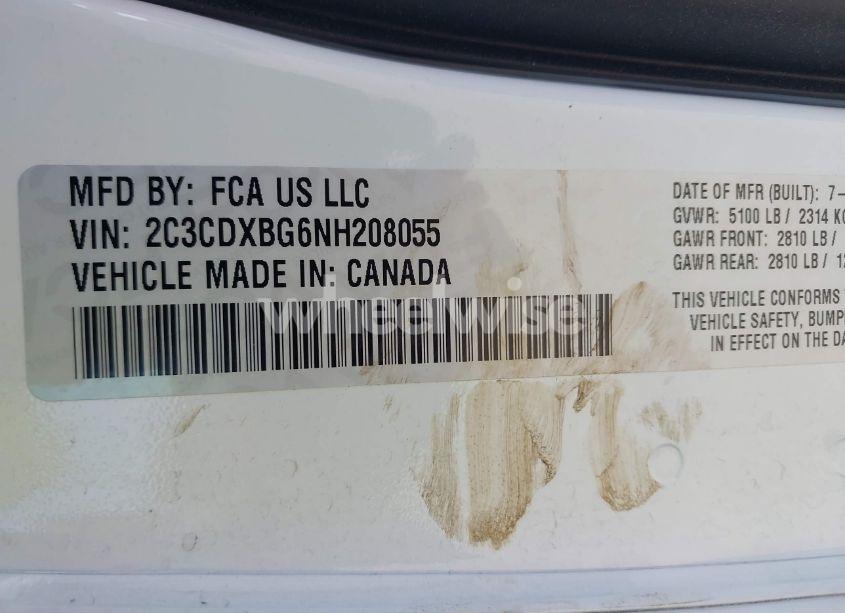 MFD BY: FCA US LLC
VIN: 2C3CDXBG6NH208055
VEHICLE MADE IN: CANADA
DATE OF MFR (BUILT): 7-
GVWR: 5100 LB / 2314 KG
GAWR FRONT: 2810 LB /
GAWR REAR: 2810 LB / 12
THIS VEHICLE CONFORMS
VEHICLE SAFETY, BUMP
IN EFFECT ON THE DA
wheelwise